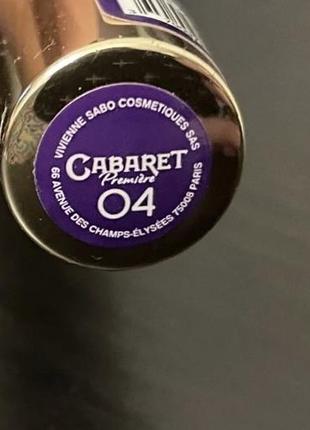 VIVIENNE SABO COSMETIQUES SAS
CABARET
Première
04
66 AVENUE DES CHAMPS-ÉLYSÉES 75008 PARIS